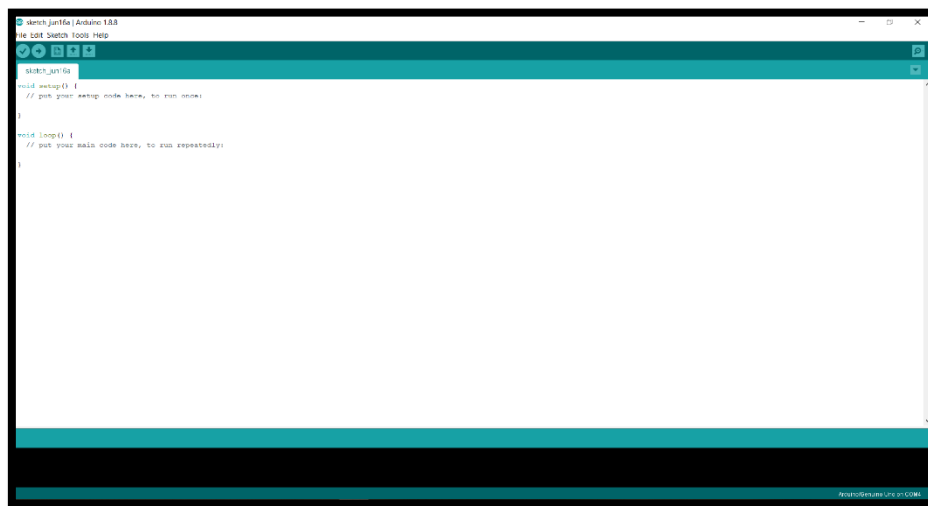 sketch_jun16a | Arduino 1.8.8
File Edit Sketch Tools Help
sketch_jun16a
void setup() {
// put your setup code here, to run once:
}
void loop() {
// put your main code here, to run repeatedly:
}
Arduino/Genuino Uno on COM4